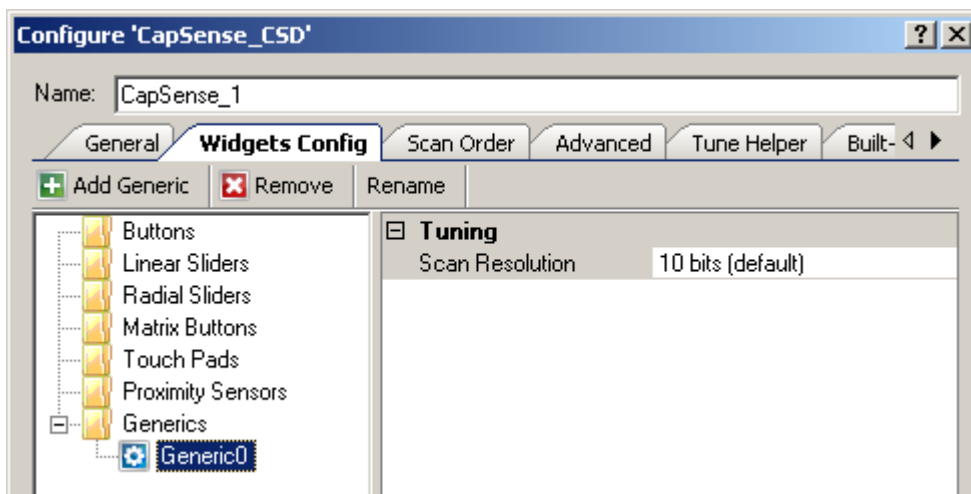 Configure 'CapSense_CSD'
Name: CapSense_1
General Widgets Config Scan Order Advanced Tune Helper Built-
Add Generic Remove Rename
Buttons
Linear Sliders
Radial Sliders
Matrix Buttons
Touch Pads
Proximity Sensors
Generics
Generic0
Tuning
Scan Resolution 10 bits (default)